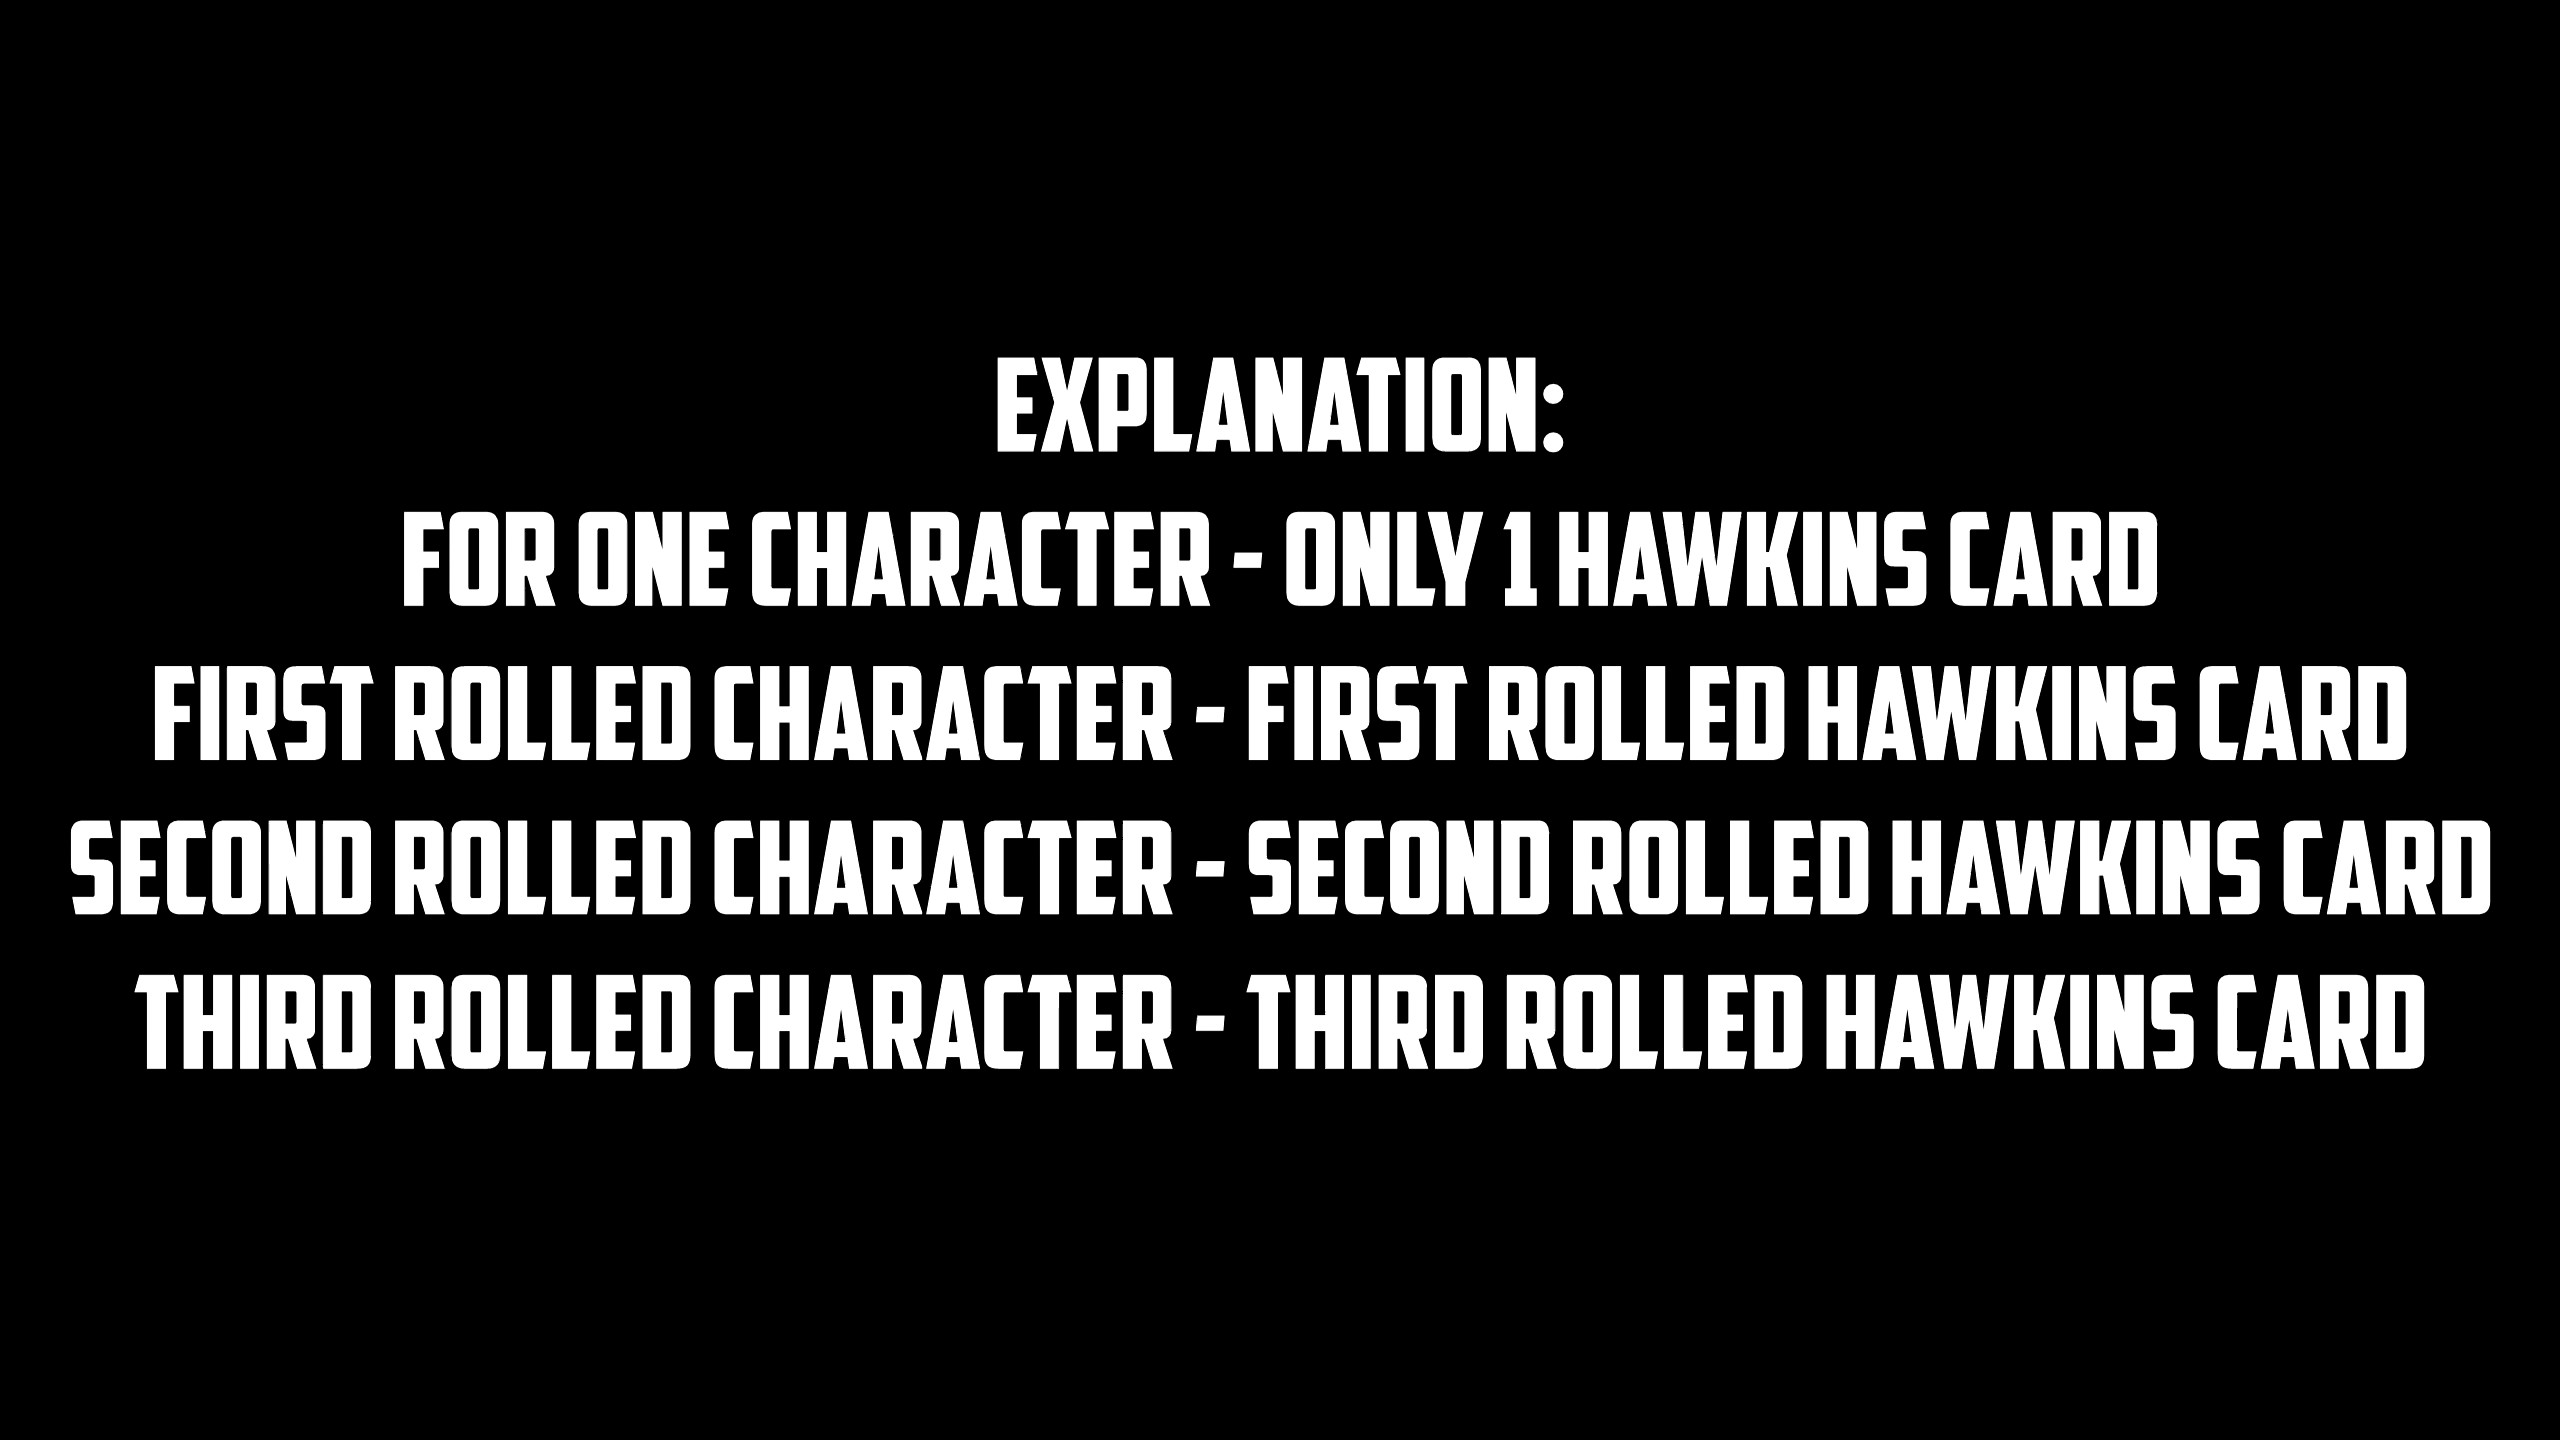 EXPLANATION:
FOR ONE CHARACTER - ONLY 1 HAWKINS CARD
FIRST ROLLED CHARACTER - FIRST ROLLED HAWKINS CARD
SECOND ROLLED CHARACTER - SECOND ROLLED HAWKINS CARD
THIRD ROLLED CHARACTER - THIRD ROLLED HAWKINS CARD